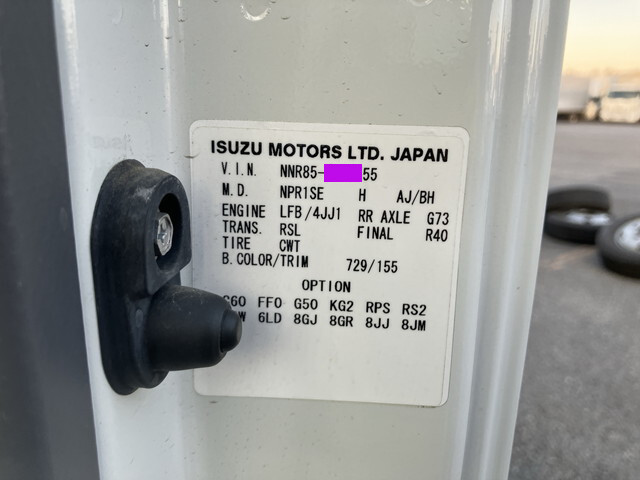 ISUZU MOTORS LTD. JAPAN
V.I.N. NNR85- 55
M.D. NPR1SE H AJ/BH
ENGINE LFB/4JJ1 RR AXLE G73
TRANS. RSL FINAL R40
TIRE CWT
B.COLOR/TRIM 729/155
OPTION
FF0 G50 KG2 RPS RS2
6LD 8GJ 8GR 8JJ 8JM